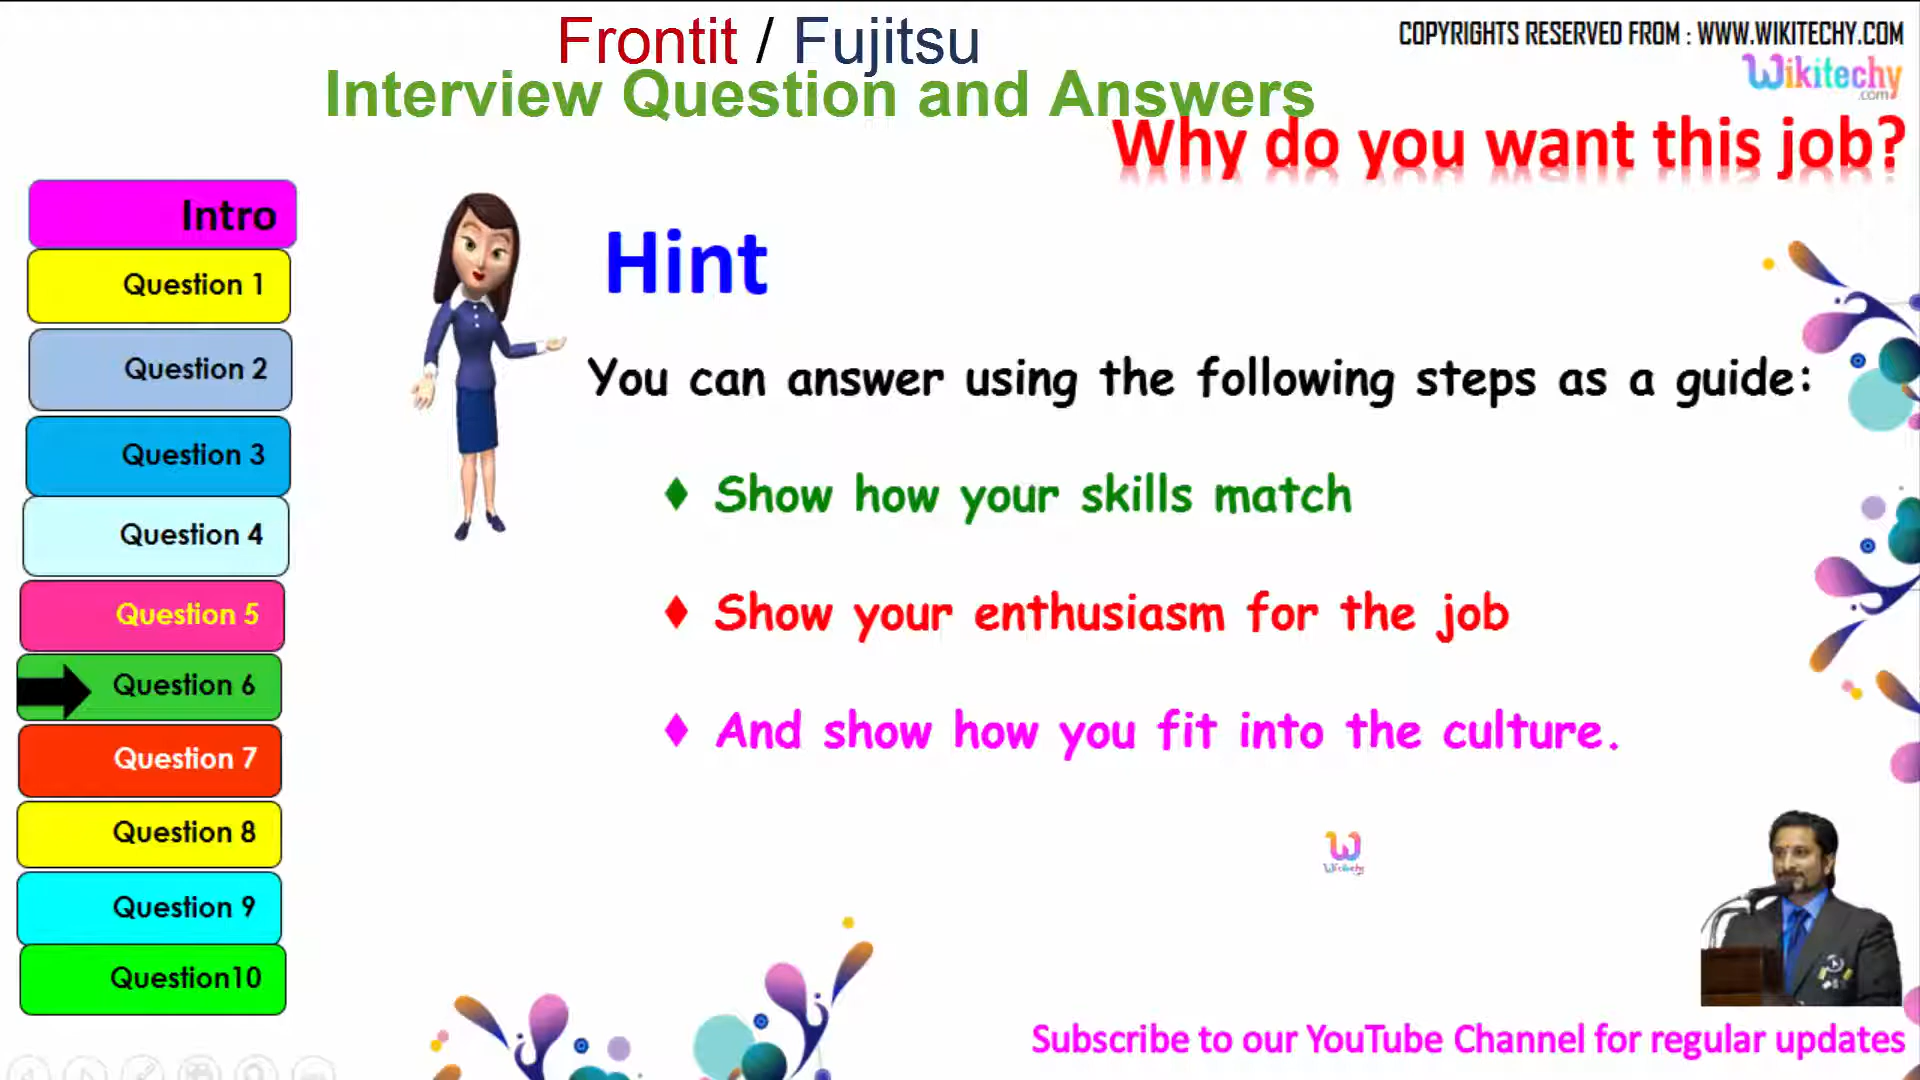 Frontit / Fujitsu
Interview Question and Answers
COPYRIGHTS RESERVED FROM : WWW.WIKITECHY.COM
Wikitechy
.com
Why do you want this job?
Intro
Question 1
Question 2
Question 3
Question 4
Question 5
Question 6
Question 7
Question 8
Question 9
Question10
Hint
You can answer using the following steps as a guide:
♦ Show how your skills match
♦ Show your enthusiasm for the job
♦ And show how you fit into the culture.
W
Wikitechy
Subscribe to our YouTube Channel for regular updates